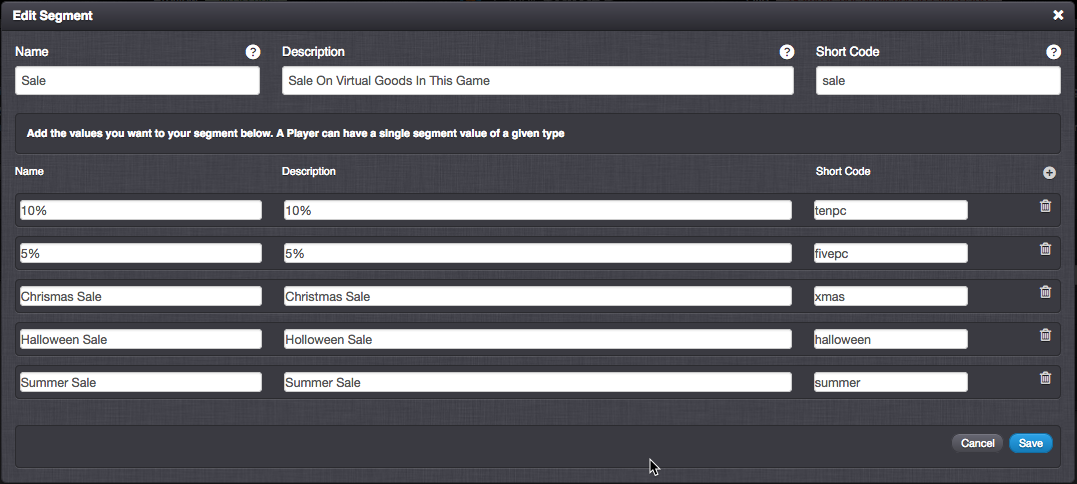 Edit Segment
Name Description Short Code
Sale Sale On Virtual Goods In This Game sale
Add the values you want to your segment below. A Player can have a single segment value of a given type
Name Description Short Code
10% 10% tenpc
5% 5% fivepc
Chrismas Sale Christmas Sale xmas
Halloween Sale Holloween Sale halloween
Summer Sale Summer Sale summer
Cancel Save